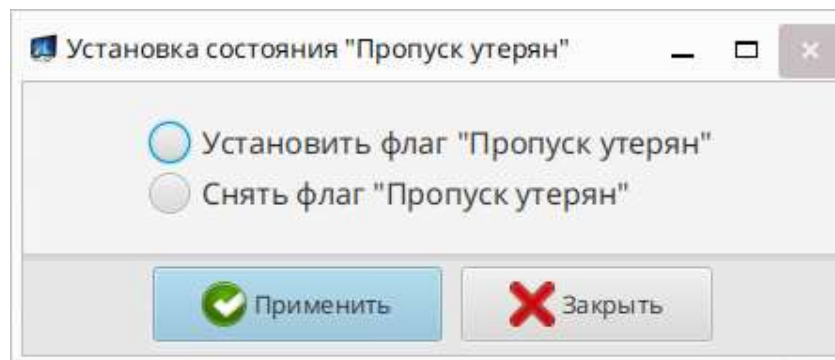 Установка состояния "Пропуск утерян"
Установить флаг "Пропуск утерян"
Снять флаг "Пропуск утерян"
Применить
Закрыть